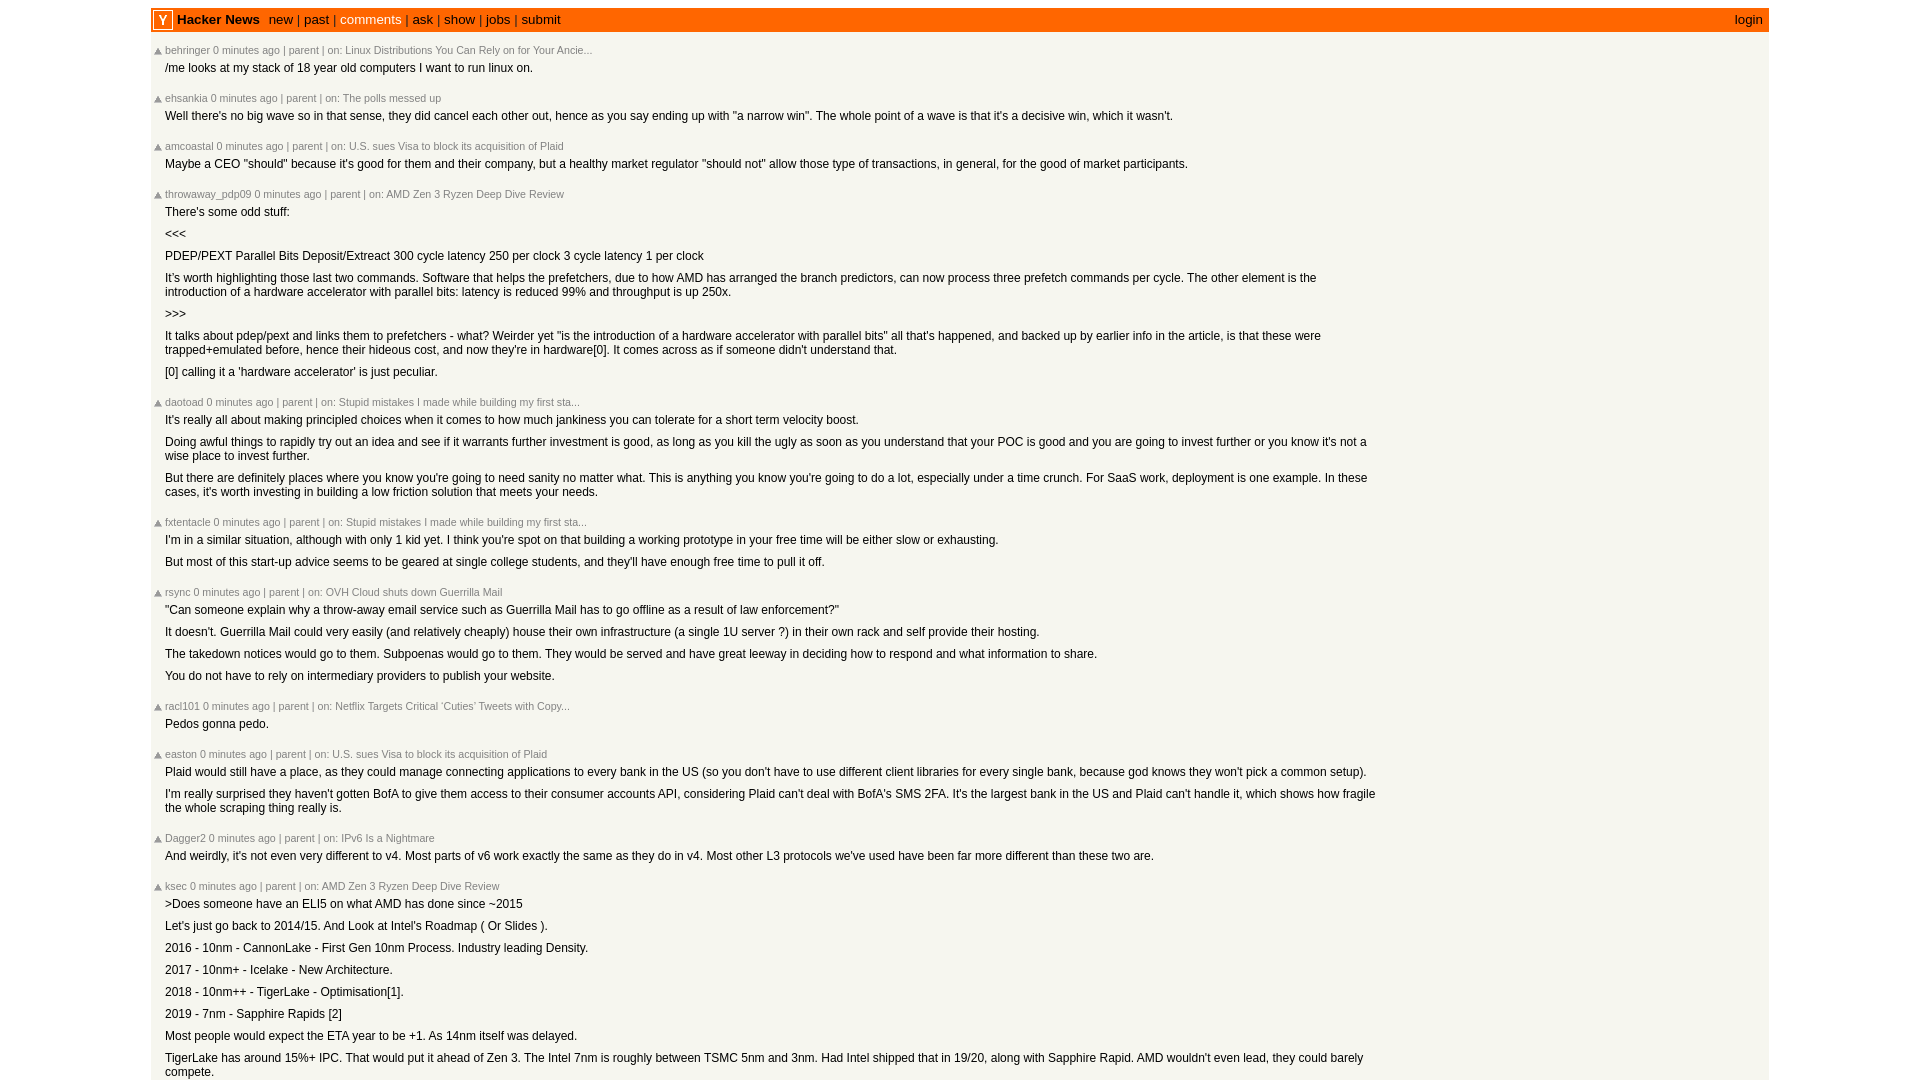 Y Hacker News new | past | comments | ask | show | jobs | submit login
behringer 0 minutes ago | parent | on: Linux Distributions You Can Rely on for Your Ancie...
/me looks at my stack of 18 year old computers I want to run linux on.
ehsankia 0 minutes ago | parent | on: The polls messed up
Well there's no big wave so in that sense, they did cancel each other out, hence as you say ending up with "a narrow win". The whole point of a wave is that it's a decisive win, which it wasn't.
amcoastal 0 minutes ago | parent | on: U.S. sues Visa to block its acquisition of Plaid
Maybe a CEO "should" because it's good for them and their company, but a healthy market regulator "should not" allow those type of transactions, in general, for the good of market participants.
throwaway_pdp09 0 minutes ago | parent | on: AMD Zen 3 Ryzen Deep Dive Review
There's some odd stuff:
<<<
PDEP/PEXT Parallel Bits Deposit/Extreact 300 cycle latency 250 per clock 3 cycle latency 1 per clock
It’s worth highlighting those last two commands. Software that helps the prefetchers, due to how AMD has arranged the branch predictors, can now process three prefetch commands per cycle. The other element is the
introduction of a hardware accelerator with parallel bits: latency is reduced 99% and throughput is up 250x.
>>>
It talks about pdep/pext and links them to prefetchers - what? Weirder yet "is the introduction of a hardware accelerator with parallel bits" all that's happened, and backed up by earlier info in the article, is that these were
trapped+emulated before, hence their hideous cost, and now they're in hardware[0]. It comes across as if someone didn't understand that.
[0] calling it a 'hardware accelerator' is just peculiar.
daotoad 0 minutes ago | parent | on: Stupid mistakes I made while building my first sta...
It's really all about making principled choices when it comes to how much jankiness you can tolerate for a short term velocity boost.
Doing awful things to rapidly try out an idea and see if it warrants further investment is good, as long as you kill the ugly as soon as you understand that your POC is good and you are going to invest further or you know it's not a
wise place to invest further.
But there are definitely places where you know you're going to need sanity no matter what. This is anything you know you're going to do a lot, especially under a time crunch. For SaaS work, deployment is one example. In these
cases, it's worth investing in building a low friction solution that meets your needs.
fxtentacle 0 minutes ago | parent | on: Stupid mistakes I made while building my first sta...
I'm in a similar situation, although with only 1 kid yet. I think you're spot on that building a working prototype in your free time will be either slow or exhausting.
But most of this start-up advice seems to be geared at single college students, and they'll have enough free time to pull it off.
rsync 0 minutes ago | parent | on: OVH Cloud shuts down Guerrilla Mail
"Can someone explain why a throw-away email service such as Guerrilla Mail has to go offline as a result of law enforcement?"
It doesn't. Guerrilla Mail could very easily (and relatively cheaply) house their own infrastructure (a single 1U server ?) in their own rack and self provide their hosting.
The takedown notices would go to them. Subpoenas would go to them. They would be served and have great leeway in deciding how to respond and what information to share.
You do not have to rely on intermediary providers to publish your website.
racl101 0 minutes ago | parent | on: Netflix Targets Critical ‘Cuties’ Tweets with Copy...
Pedos gonna pedo.
easton 0 minutes ago | parent | on: U.S. sues Visa to block its acquisition of Plaid
Plaid would still have a place, as they could manage connecting applications to every bank in the US (so you don't have to use different client libraries for every single bank, because god knows they won't pick a common setup).
I'm really surprised they haven't gotten BofA to give them access to their consumer accounts API, considering Plaid can't deal with BofA's SMS 2FA. It's the largest bank in the US and Plaid can't handle it, which shows how fragile
the whole scraping thing really is.
Dagger2 0 minutes ago | parent | on: IPv6 Is a Nightmare
And weirdly, it's not even very different to v4. Most parts of v6 work exactly the same as they do in v4. Most other L3 protocols we've used have been far more different than these two are.
ksec 0 minutes ago | parent | on: AMD Zen 3 Ryzen Deep Dive Review
>Does someone have an ELI5 on what AMD has done since ~2015
Let's just go back to 2014/15. And Look at Intel's Roadmap ( Or Slides ).
2016 - 10nm - CannonLake - First Gen 10nm Process. Industry leading Density.
2017 - 10nm+ - Icelake - New Architecture.
2018 - 10nm++ - TigerLake - Optimisation[1].
2019 - 7nm - Sapphire Rapids [2]
Most people would expect the ETA year to be +1. As 14nm itself was delayed.
TigerLake has around 15%+ IPC. That would put it ahead of Zen 3. The Intel 7nm is roughly between TSMC 5nm and 3nm. Had Intel shipped that in 19/20, along with Sapphire Rapid. AMD wouldn't even lead, they could barely
compete.